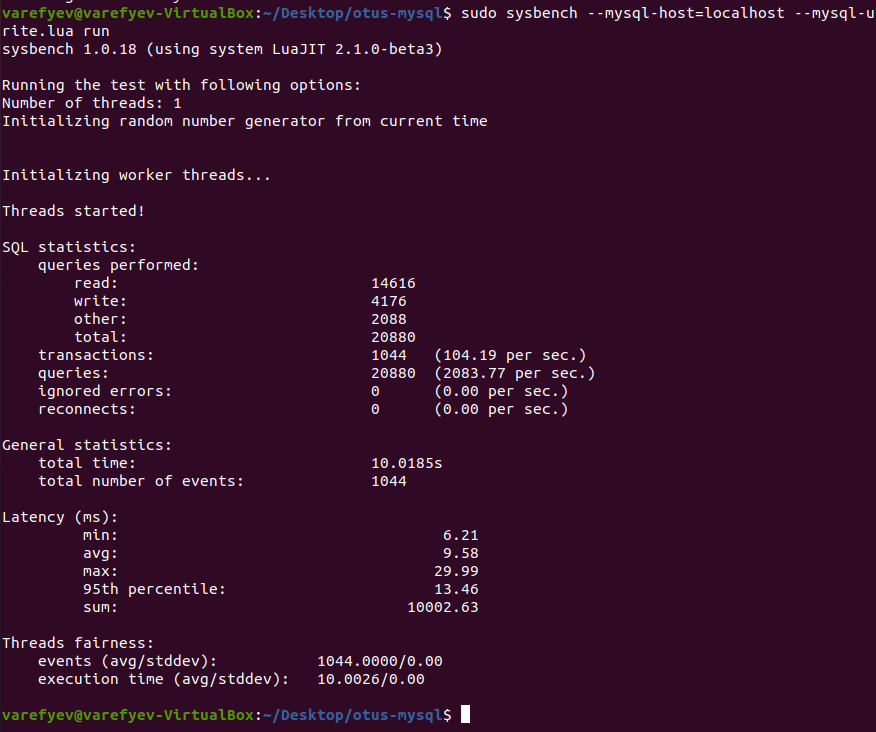 varefyev@varefyev-VirtualBox:~/Desktop/otus-mysql$ sudo sysbench --mysql-host=localhost --mysql-u
rite.lua run
sysbench 1.0.18 (using system LuaJIT 2.1.0-beta3)
Running the test with following options:
Number of threads: 1
Initializing random number generator from current time
Initializing worker threads...
Threads started!
SQL statistics:
    queries performed:
        read:                            14616
        write:                           4176
        other:                           2088
        total:                           20880
    transactions:                        1044   (104.19 per sec.)
    queries:                             20880  (2083.77 per sec.)
    ignored errors:                      0      (0.00 per sec.)
    reconnects:                          0      (0.00 per sec.)
General statistics:
    total time:                          10.0185s
    total number of events:              1044
Latency (ms):
         min:                                    6.21
         avg:                                    9.58
         max:                                   29.99
         95th percentile:                       13.46
         sum:                                10002.63
Threads fairness:
    events (avg/stddev):           1044.0000/0.00
    execution time (avg/stddev):   10.0026/0.00
varefyev@varefyev-VirtualBox:~/Desktop/otus-mysql$